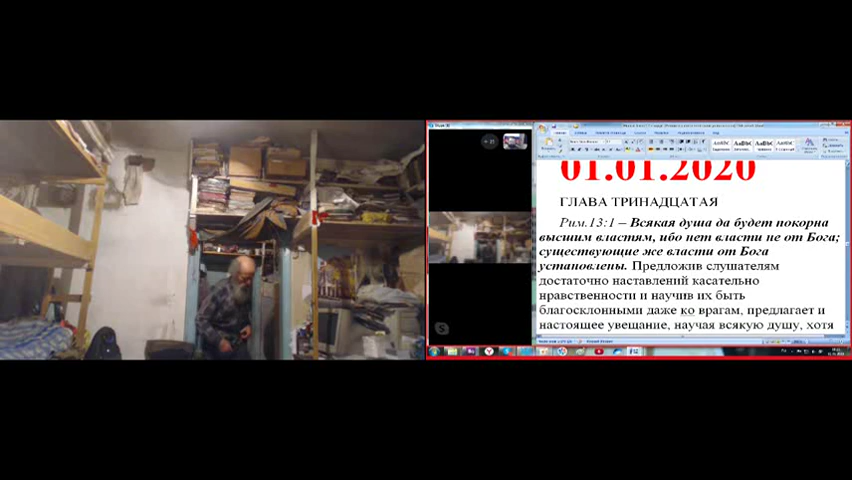 01.01.2020
ГЛАВА ТРИНАДЦАТАЯ
Рим.13:1 – Всякая душа да будет покорна
высшим властям, ибо нет власти не от Бога;
существующие же власти от Бога
установлены. Предложив слушателям
достаточно наставлений касательно
нравственности и научив их быть
благосклонными даже ко врагам, предлагает и
настоящее увещание, научая всякую душу, хотя